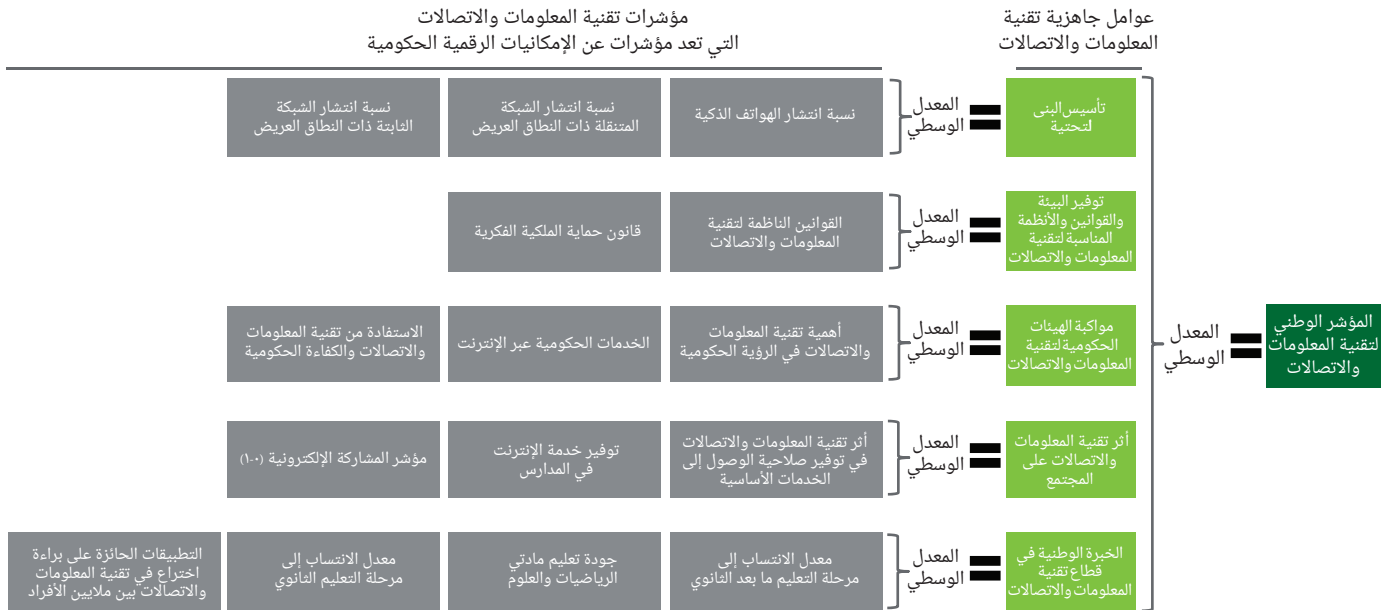 عوامل جاهزية تقنية
المعلومات والاتصالات
مؤشرات تقنية المعلومات والاتصالات
التي تعد مؤشرات عن الإمكانيات الرقمية الحكومية
المؤشر الوطني
لتقنية المعلومات
والاتصالات
=
المعدل
الوسطي
تأسيس البنى
لتحتية
=
المعدل
الوسطي
نسبة انتشار الهواتف الذكية
نسبة انتشار الشبكة
المتنقلة ذات النطاق العريض
نسبة انتشار الشبكة
الثابتة ذات النطاق العريض
توفير البيئة
والقوانين والأنظمة
المناسبة لتقنية
المعلومات والاتصالات
=
المعدل
الوسطي
القوانين الناظمة لتقنية
المعلومات والاتصالات
قانون حماية الملكية الفكرية
مواكبة الهيئات
الحكومية لتقنية
المعلومات والاتصالات
=
المعدل
الوسطي
أهمية تقنية المعلومات
والاتصالات في الرؤية الحكومية
الخدمات الحكومية عبر الإنترنت
الاستفادة من تقنية المعلومات
والاتصالات والكفاءة الحكومية
أثر تقنية المعلومات
والاتصالات على
المجتمع
=
المعدل
الوسطي
أثر تقنية المعلومات والاتصالات
في توفير صلاحية الوصول إلى
الخدمات الأساسية
توفير خدمة الإنترنت
في المدارس
مؤشر المشاركة الإلكترونية (٠-١)
الخبرة الوطنية في
قطاع تقنية
المعلومات والاتصالات
=
المعدل
الوسطي
معدل الانتساب إلى
مرحلة التعليم ما بعد الثانوي
جودة تعليم مادتي
الرياضيات والعلوم
معدل الانتساب إلى
مرحلة التعليم الثانوي
التطبيقات الحائزة على براءة
اختراع في تقنية المعلومات
والاتصالات بين ملايين الأفراد